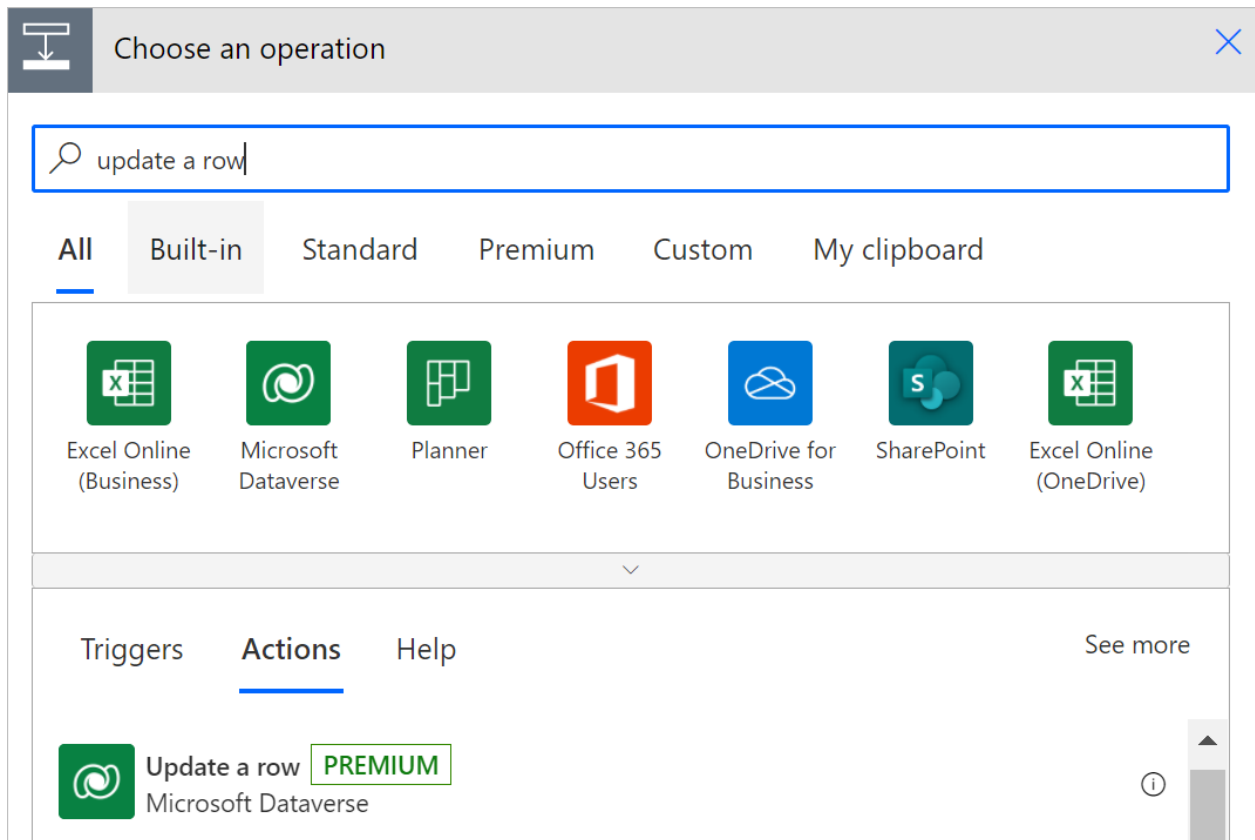 Choose an operation
update a row
All Built-in Standard Premium Custom My clipboard
Excel Online (Business)
Microsoft Dataverse
Planner
Office 365 Users
OneDrive for Business
SharePoint
Excel Online (OneDrive)
Triggers Actions Help See more
Update a row PREMIUM
Microsoft Dataverse